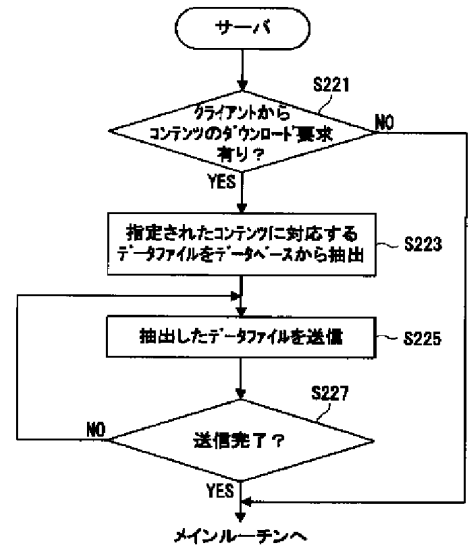 サーバ
S221
クライアントから
コンテンツのダウンロード要求
有り?
NO
YES
指定されたコンテンツに対応する
データファイルをデータベースから抽出
S223
抽出したデータファイルを送信
S225
S227
送信完了?
NO
YES
メインルーチンへ